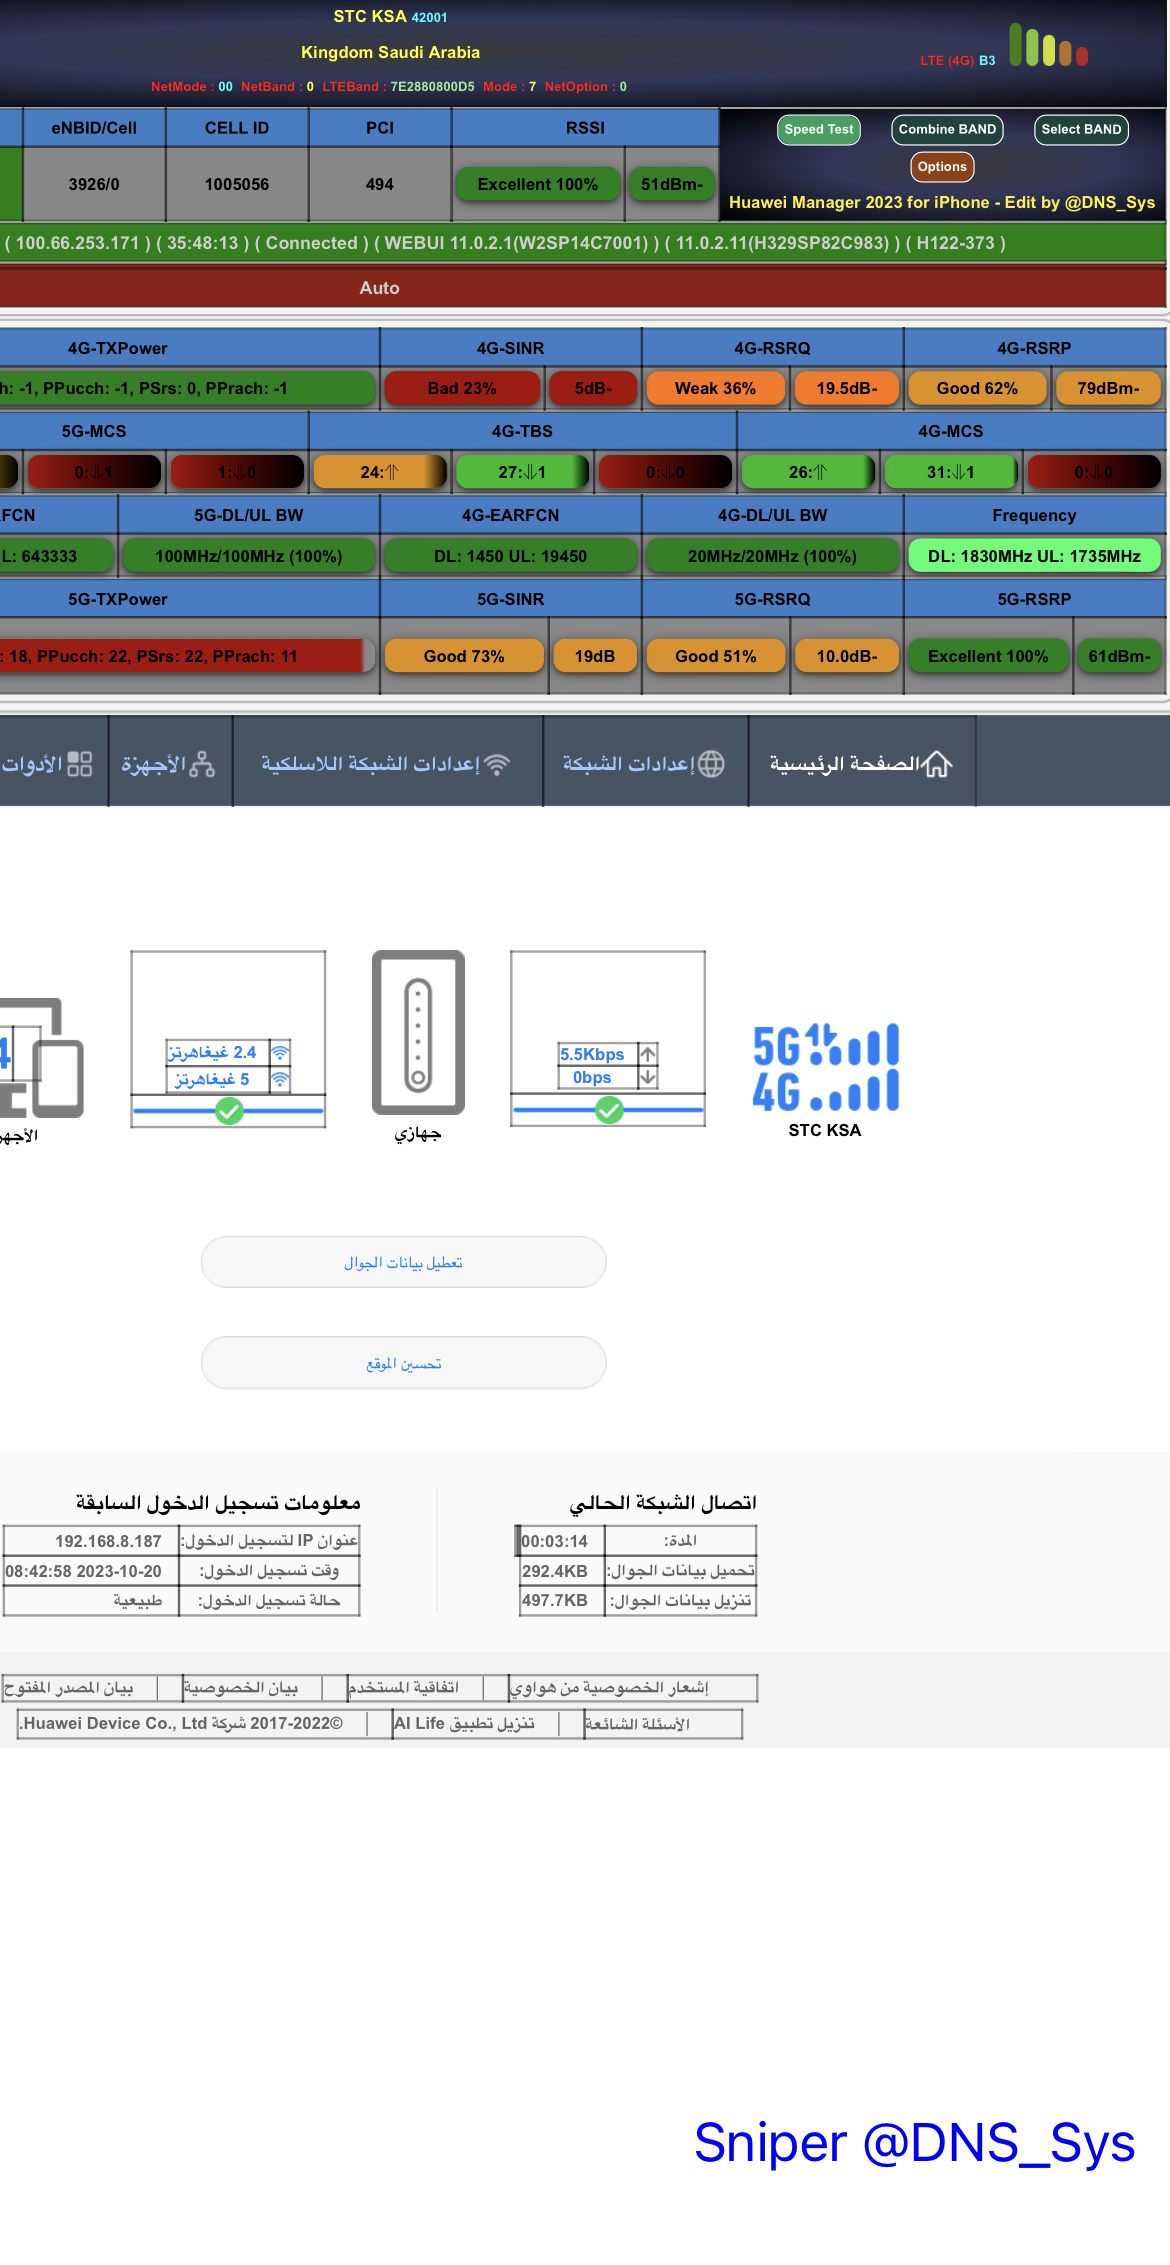 STC KSA 42001
Kingdom Saudi Arabia
LTE (4G) B3
NetMode : 00 NetBand : 0 LTEBand : 7E2880800D5 Mode : 7 NetOption : 0
eNBID/Cell CELL ID PCI RSSI
Speed Test Combine BAND Select BAND
Options
3926/0 1005056 494 Excellent 100% 51dBm-
Huawei Manager 2023 for iPhone - Edit by @DNS_Sys
( 100.66.253.171 ) ( 35:48:13 ) ( Connected ) ( WEBUI 11.0.2.1(W2SP14C7001) ) ( 11.0.2.11(H329SP82C983) ) ( H122-373 )
Auto
4G-TXPower 4G-SINR 4G-RSRQ 4G-RSRP
h: -1, PPucch: -1, PSrs: 0, PPrach: -1 Bad 23% 5dB- Weak 36% 19.5dB- Good 62% 79dBm-
5G-MCS 4G-TBS 4G-MCS
0:⇓1 1:⇓0 24:⇑ 27:⇓1 0:⇓0 26:⇑ 31:⇓1 0:⇓0
FCN 5G-DL/UL BW 4G-EARFCN 4G-DL/UL BW Frequency
L: 643333 100MHz/100MHz (100%) DL: 1450 UL: 19450 20MHz/20MHz (100%) DL: 1830MHz UL: 1735MHz
5G-TXPower 5G-SINR 5G-RSRQ 5G-RSRP
: 18, PPucch: 22, PSrs: 22, PPrach: 11 Good 73% 19dB Good 51% 10.0dB- Excellent 100% 61dBm-
الصفحة الرئيسية إعدادات الشبكة إعدادات الشبكة اللاسلكية الأجهزة الأدوات
5G
4G
STC KSA
5.5Kbps
0bps
جهازي
2.4 غيغاهرتز
5 غيغاهرتز
4
الأجهز
تعطيل بيانات الجوال
تحسين الموقع
اتصال الشبكة الحالي
المدة: 00:03:14
تحميل بيانات الجوال: 292.4KB
تنزيل بيانات الجوال: 497.7KB
معلومات تسجيل الدخول السابقة
عنوان IP لتسجيل الدخول: 192.168.8.187
وقت تسجيل الدخول: 2023-10-20 08:42:58
حالة تسجيل الدخول: طبيعية
إشعار الخصوصية من هواوي | اتفاقية المستخدم | بيان الخصوصية | بيان المصدر المفتوح
الأسئلة الشائعة | تنزيل تطبيق AI Life | ©2017-2022 شركة Huawei Device Co., Ltd.
Sniper @DNS_Sys